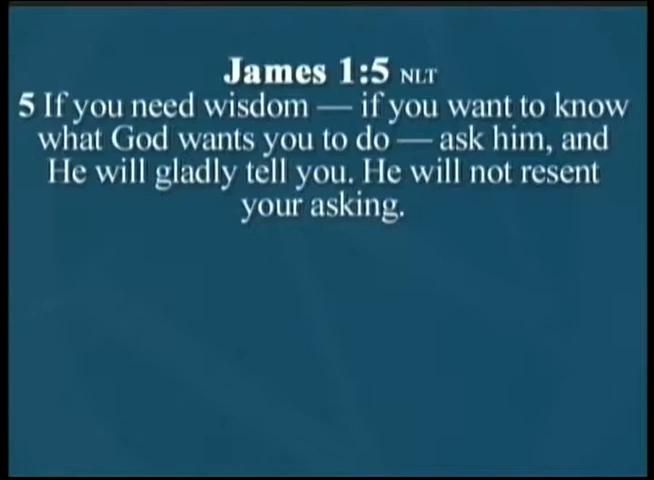 James 1:5 NLT
5 If you need wisdom — if you want to know
what God wants you to do — ask him, and
He will gladly tell you. He will not resent
your asking.